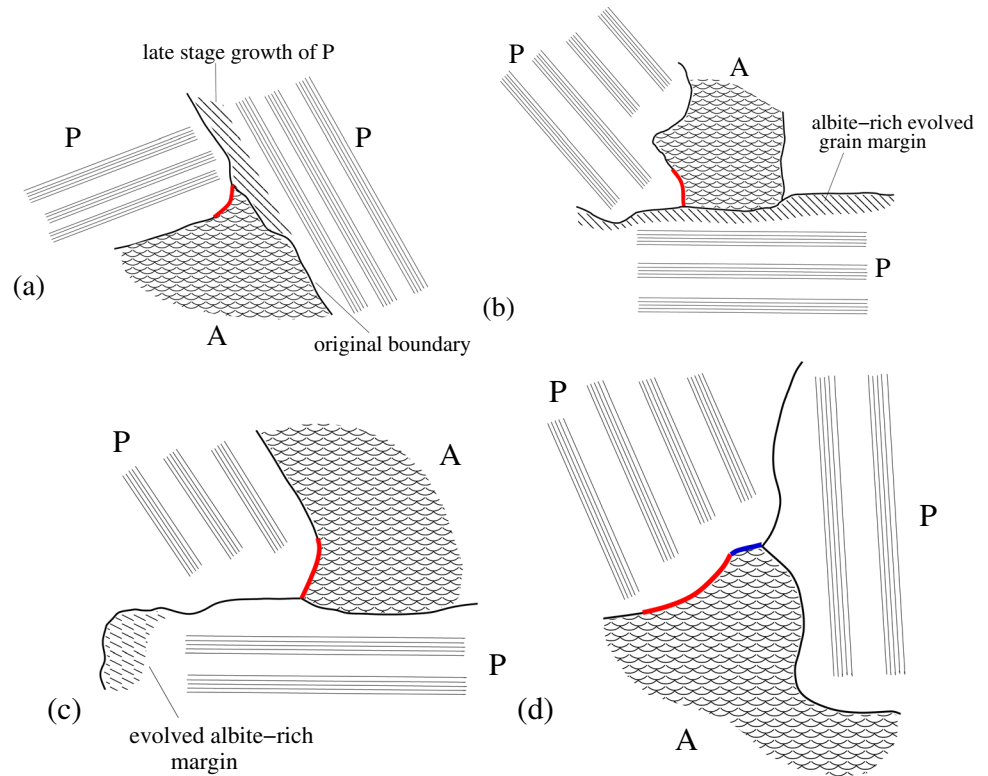 late stage growth of P
P
P
A
original boundary
(a)
P
A
albite−rich evolved
grain margin
P
(b)
P
A
P
evolved albite−rich
margin
(c)
P
P
A
(d)